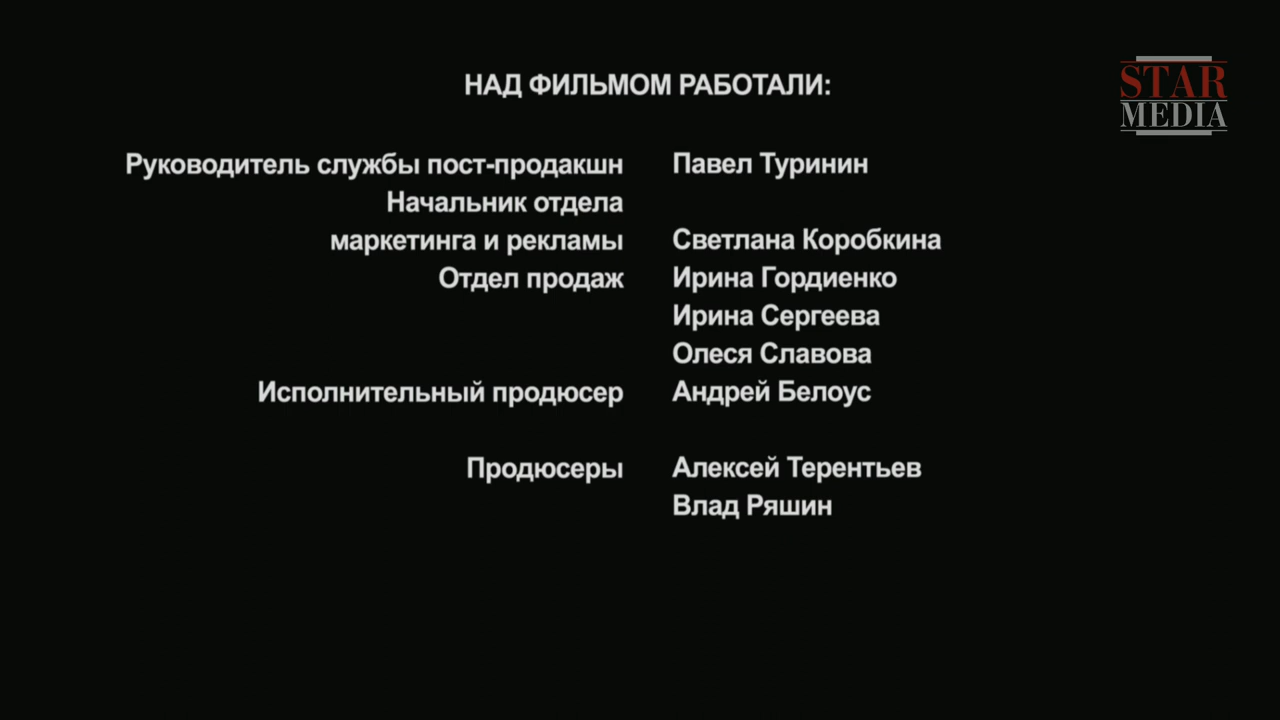 НАД ФИЛЬМОМ РАБОТАЛИ:
STAR
MEDIA
Руководитель службы пост-продакшн Павел Туринин
Начальник отдела
маркетинга и рекламы Светлана Коробкина
Отдел продаж Ирина Гордиенко
Ирина Сергеева
Олеся Славова
Исполнительный продюсер Андрей Белоус
Продюсеры Алексей Терентьев
Влад Ряшин